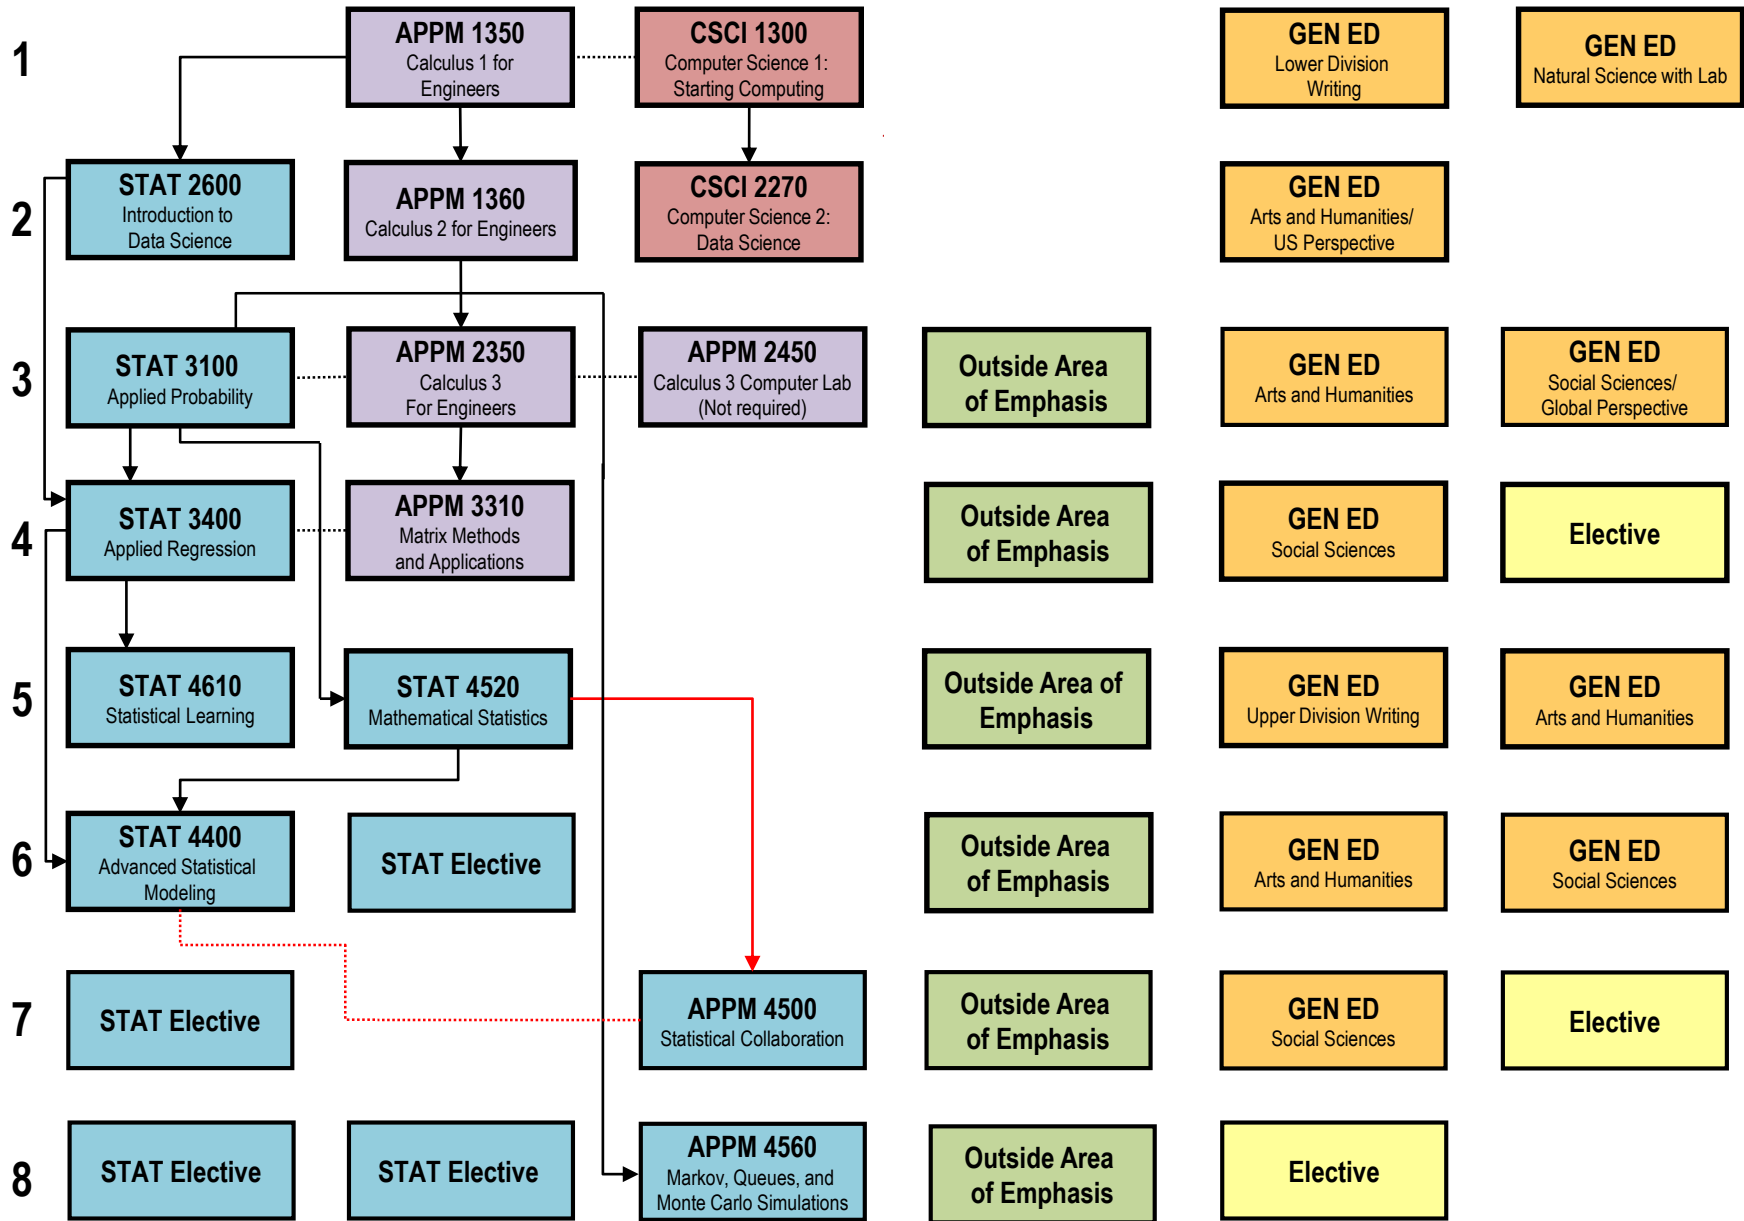 1
APPM 1350
Calculus 1 for
Engineers
CSCI 1300
Computer Science 1:
Starting Computing
GEN ED
Lower Division
Writing
GEN ED
Natural Science with Lab
2
STAT 2600
Introduction to
Data Science
APPM 1360
Calculus 2 for Engineers
CSCI 2270
Computer Science 2:
Data Science
GEN ED
Arts and Humanities/
US Perspective
3
STAT 3100
Applied Probability
APPM 2350
Calculus 3
For Engineers
APPM 2450
Calculus 3 Computer Lab
(Not required)
Outside Area
of Emphasis
GEN ED
Arts and Humanities
GEN ED
Social Sciences/
Global Perspective
4
STAT 3400
Applied Regression
APPM 3310
Matrix Methods
and Applications
Outside Area
of Emphasis
GEN ED
Social Sciences
Elective
5
STAT 4610
Statistical Learning
STAT 4520
Mathematical Statistics
Outside Area of
Emphasis
GEN ED
Upper Division Writing
GEN ED
Arts and Humanities
6
STAT 4400
Advanced Statistical
Modeling
STAT Elective
Outside Area
of Emphasis
GEN ED
Arts and Humanities
GEN ED
Social Sciences
7
STAT Elective
APPM 4500
Statistical Collaboration
Outside Area
of Emphasis
GEN ED
Social Sciences
Elective
8
STAT Elective
STAT Elective
APPM 4560
Markov, Queues, and
Monte Carlo Simulations
Outside Area
of Emphasis
Elective